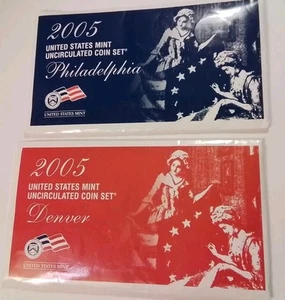 2005
UNITED STATES MINT
UNCIRCULATED COIN SET®
Philadelphia
UNITED STATES MINT
2005
UNITED STATES MINT
UNCIRCULATED COIN SET®
Denver
UNITED STATES MINT